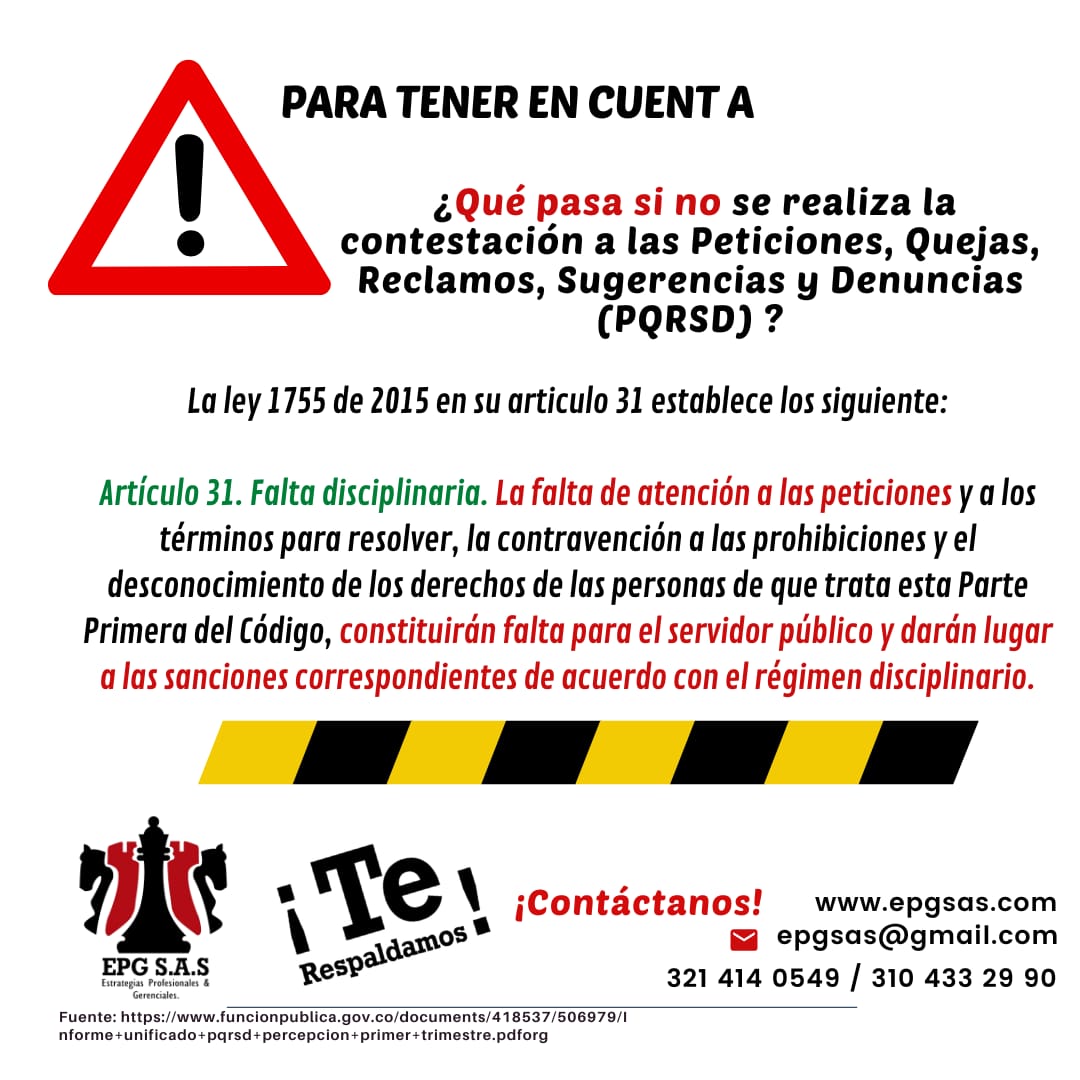 PARA TENER EN CUENT A
¿Qué pasa si no se realiza la
contestación a las Peticiones, Quejas,
Reclamos, Sugerencias y Denuncias
(PQRSD) ?
La ley 1755 de 2015 en su articulo 31 establece los siguiente:
Artículo 31. Falta disciplinaria. La falta de atención a las peticiones y a los
términos para resolver, la contravención a las prohibiciones y el
desconocimiento de los derechos de las personas de que trata esta Parte
Primera del Código, constituirán falta para el servidor público y darán lugar
a las sanciones correspondientes de acuerdo con el régimen disciplinario.
EPG S.A.S
Estrategias Profesionales &
Gerenciales.
¡Te
Respaldamos!
¡Contáctanos!
www.epgsas.com
epgsas@gmail.com
321 414 0549 / 310 433 29 90
Fuente: https://www.funcionpublica.gov.co/documents/418537/506979/I
nforme+unificado+pqrsd+percepcion+primer+trimestre.pdforg